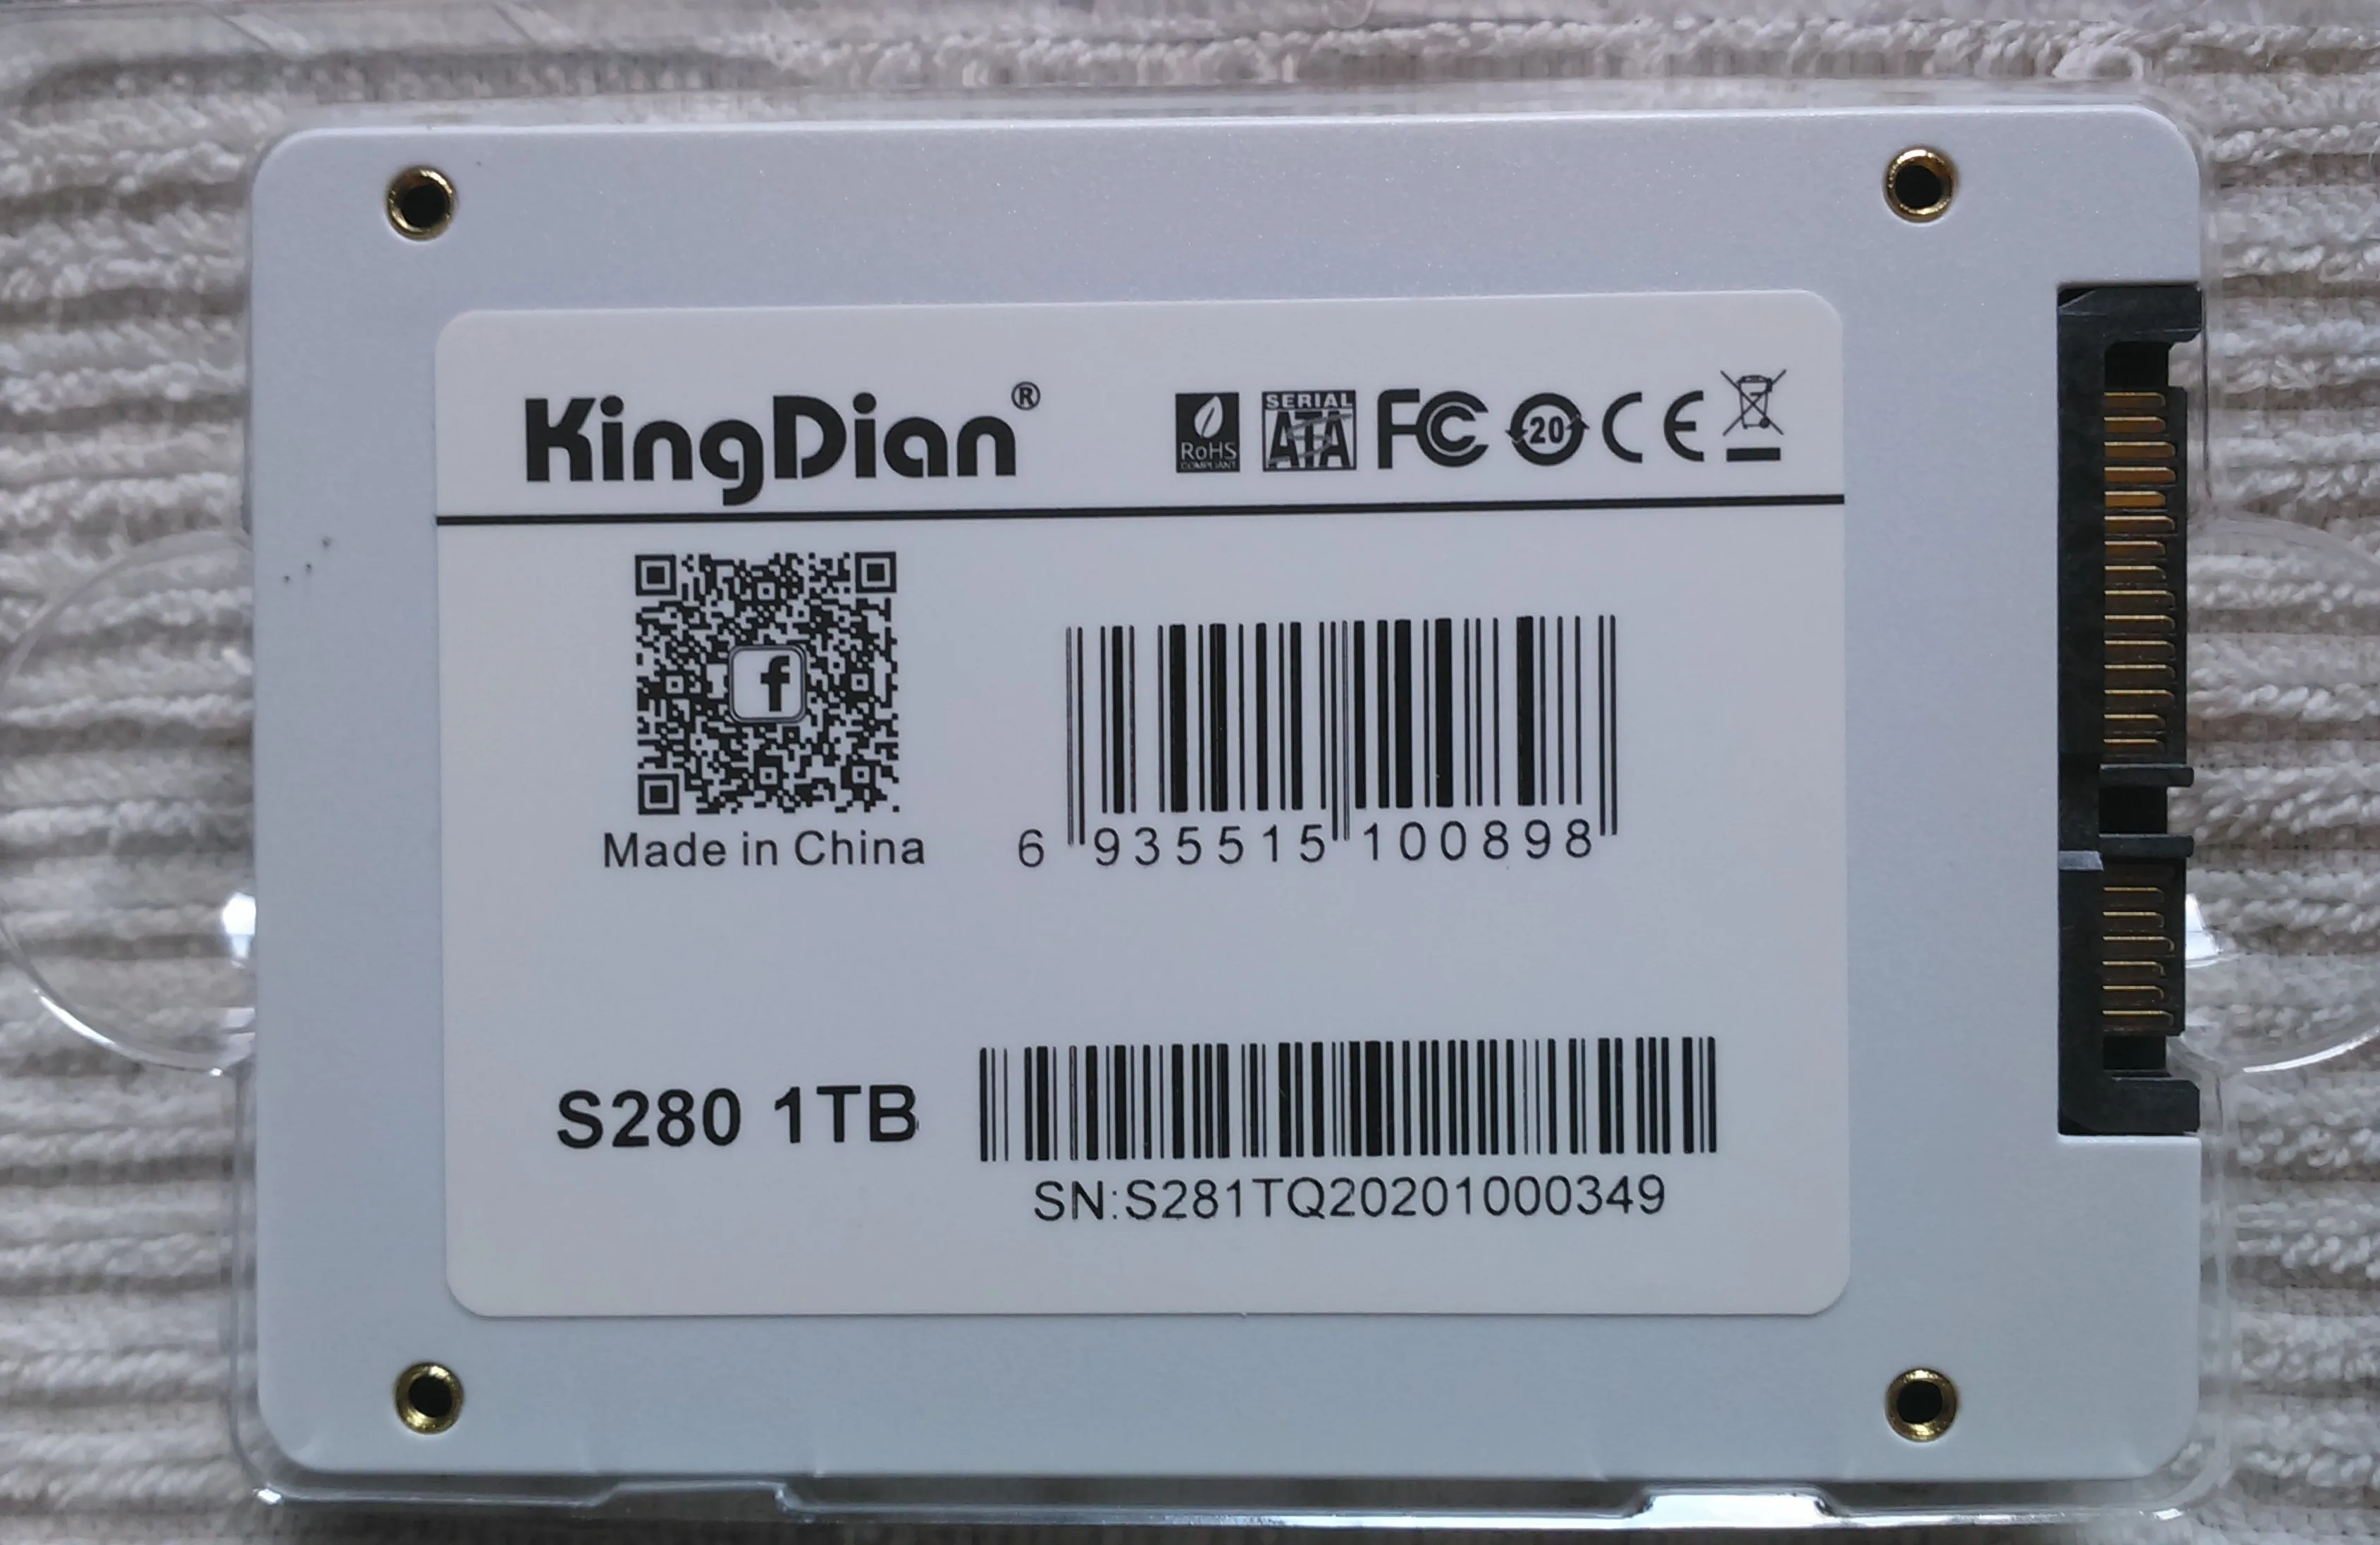 KingDian®
RoHS
COMPLIANT
SERIAL
ATA
FC
20
CE
f
Made in China
6 935515 100898
S280 1TB
SN:S281TQ20201000349